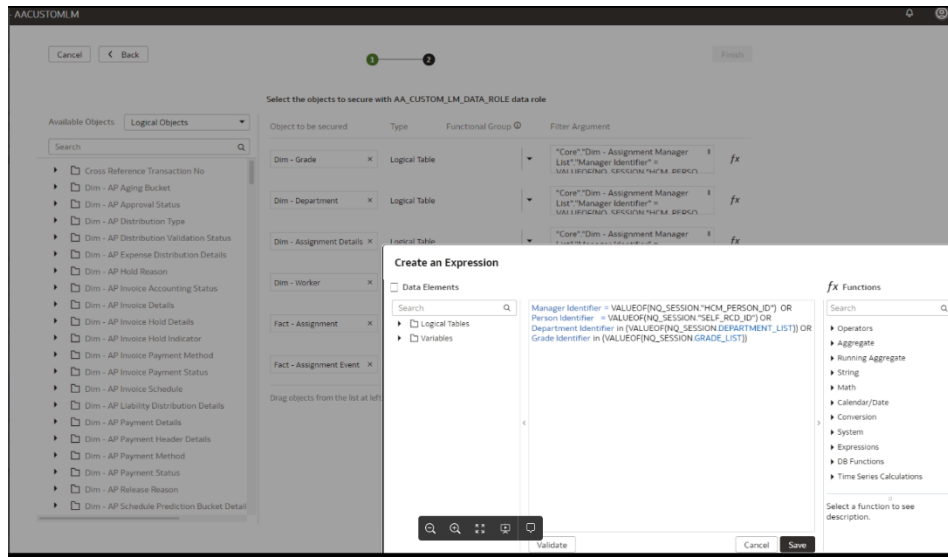 AACUSTOMLM
Cancel
Back
1
2
Finish
Select the objects to secure with AA_CUSTOM_LM_DATA_ROLE data role
Available Objects
Logical Objects
Object to be secured
Type
Functional Group
Filter Argument
Search
Cross Reference Transaction No
Dim - AP Aging Bucket
Dim - AP Approval Status
Dim - AP Distribution Type
Dim - AP Distribution Validation Status
Dim - AP Expense Distribution Details
Dim - AP Hold Reason
Dim - AP Invoice Accounting Status
Dim - AP Invoice Details
Dim - AP Invoice Hold Details
Dim - AP Invoice Hold Indicator
Dim - AP Invoice Payment Method
Dim - AP Invoice Payment Status
Dim - AP Invoice Schedule
Dim - AP Liability Distribution Details
Dim - AP Payment Details
Dim - AP Payment Header Details
Dim - AP Payment Method
Dim - AP Payment Status
Dim - AP Release Reason
Dim - AP Schedule Prediction Bucket Detail
Dim - Grade × Logical Table
"Core"."Dim - Assignment Manager
List"."Manager Identifier" =
VALUEOF(NQ_SESSION."HCM_PERSO
fx
Dim - Department × Logical Table
"Core"."Dim - Assignment Manager
List"."Manager Identifier" =
VALUEOF(NQ_SESSION."HCM_PERSO
fx
Dim - Assignment Details × Logical Table
"Core"."Dim - Assignment Manager
fx
Dim - Worker ×
Fact - Assignment ×
Fact - Assignment Event ×
Drag objects from the list at left
Create an Expression
Data Elements
Search
Logical Tables
Variables
Manager Identifier = VALUEOF(NQ_SESSION."HCM_PERSON_ID") OR
Person Identifier = VALUEOF(NQ_SESSION."SELF_RCD_ID") OR
Department Identifier in (VALUEOF(NQ_SESSION.DEPARTMENT_LIST)) OR
Grade Identifier in (VALUEOF(NQ_SESSION.GRADE_LIST))
fx Functions
Search
Operators
Aggregate
Running Aggregate
String
Math
Calendar/Date
Conversion
System
Expressions
DB Functions
Time Series Calculations
Select a function to see
description.
Validate
Cancel
Save